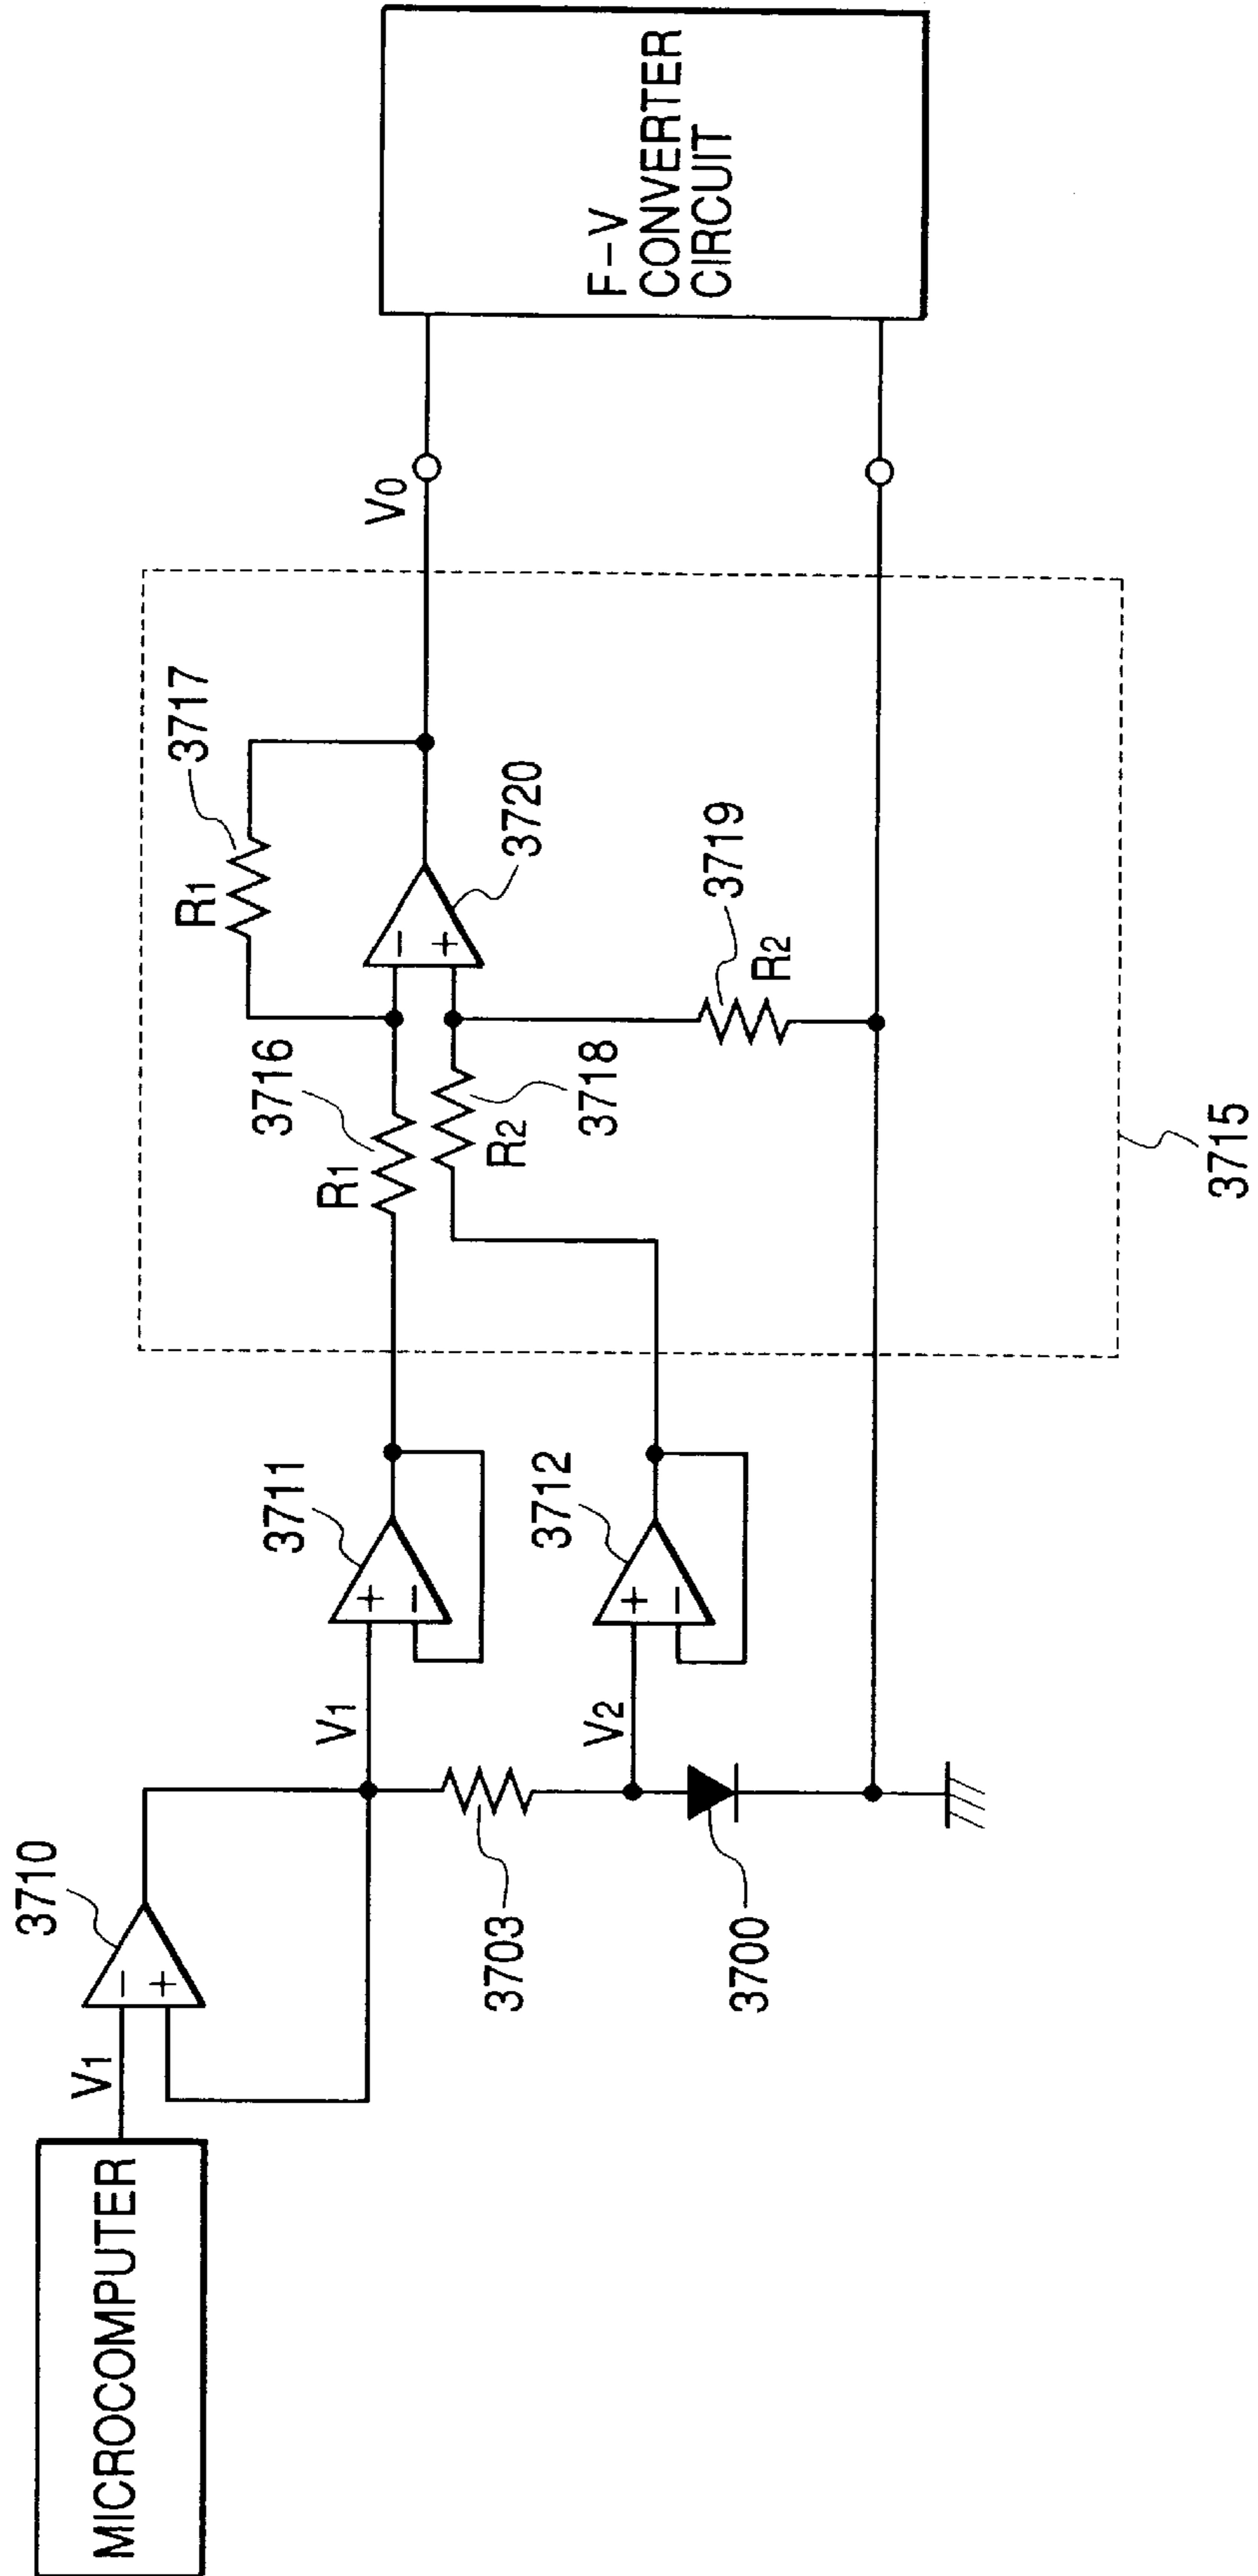 MICROCOMPUTER
V1
3710
−
+
V1
3711
+
−
3703
V2
3712
+
−
3700
R1
3716
R1
3717
R2
3718
−
+
3720
3719
R2
3715
V0
F-V
CONVERTER
CIRCUIT